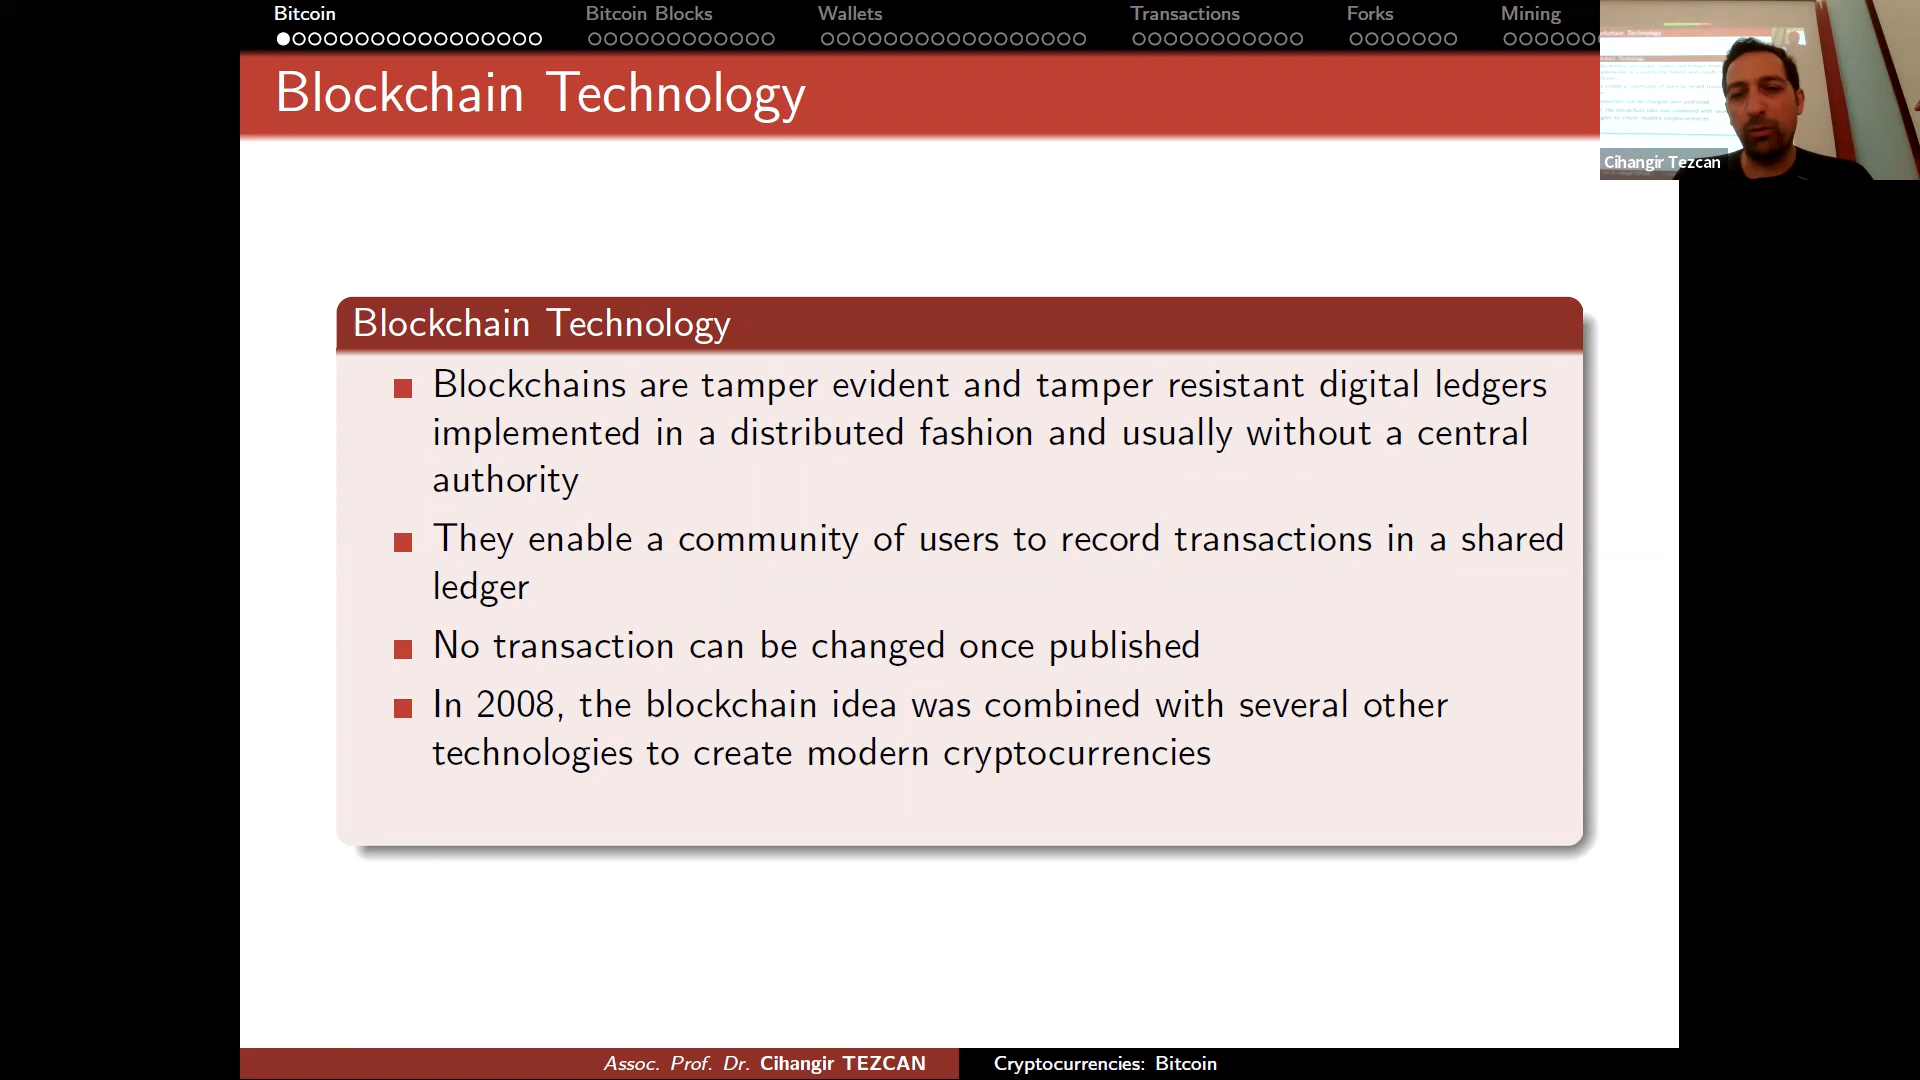 Bitcoin
Bitcoin Blocks
Wallets
Transactions
Forks
Mining
Blockchain Technology
Cihangir Tezcan
Blockchain Technology
Blockchains are tamper evident and tamper resistant digital ledgers
implemented in a distributed fashion and usually without a central
authority
They enable a community of users to record transactions in a shared
ledger
No transaction can be changed once published
In 2008, the blockchain idea was combined with several other
technologies to create modern cryptocurrencies
Assoc. Prof. Dr. Cihangir TEZCAN
Cryptocurrencies: Bitcoin